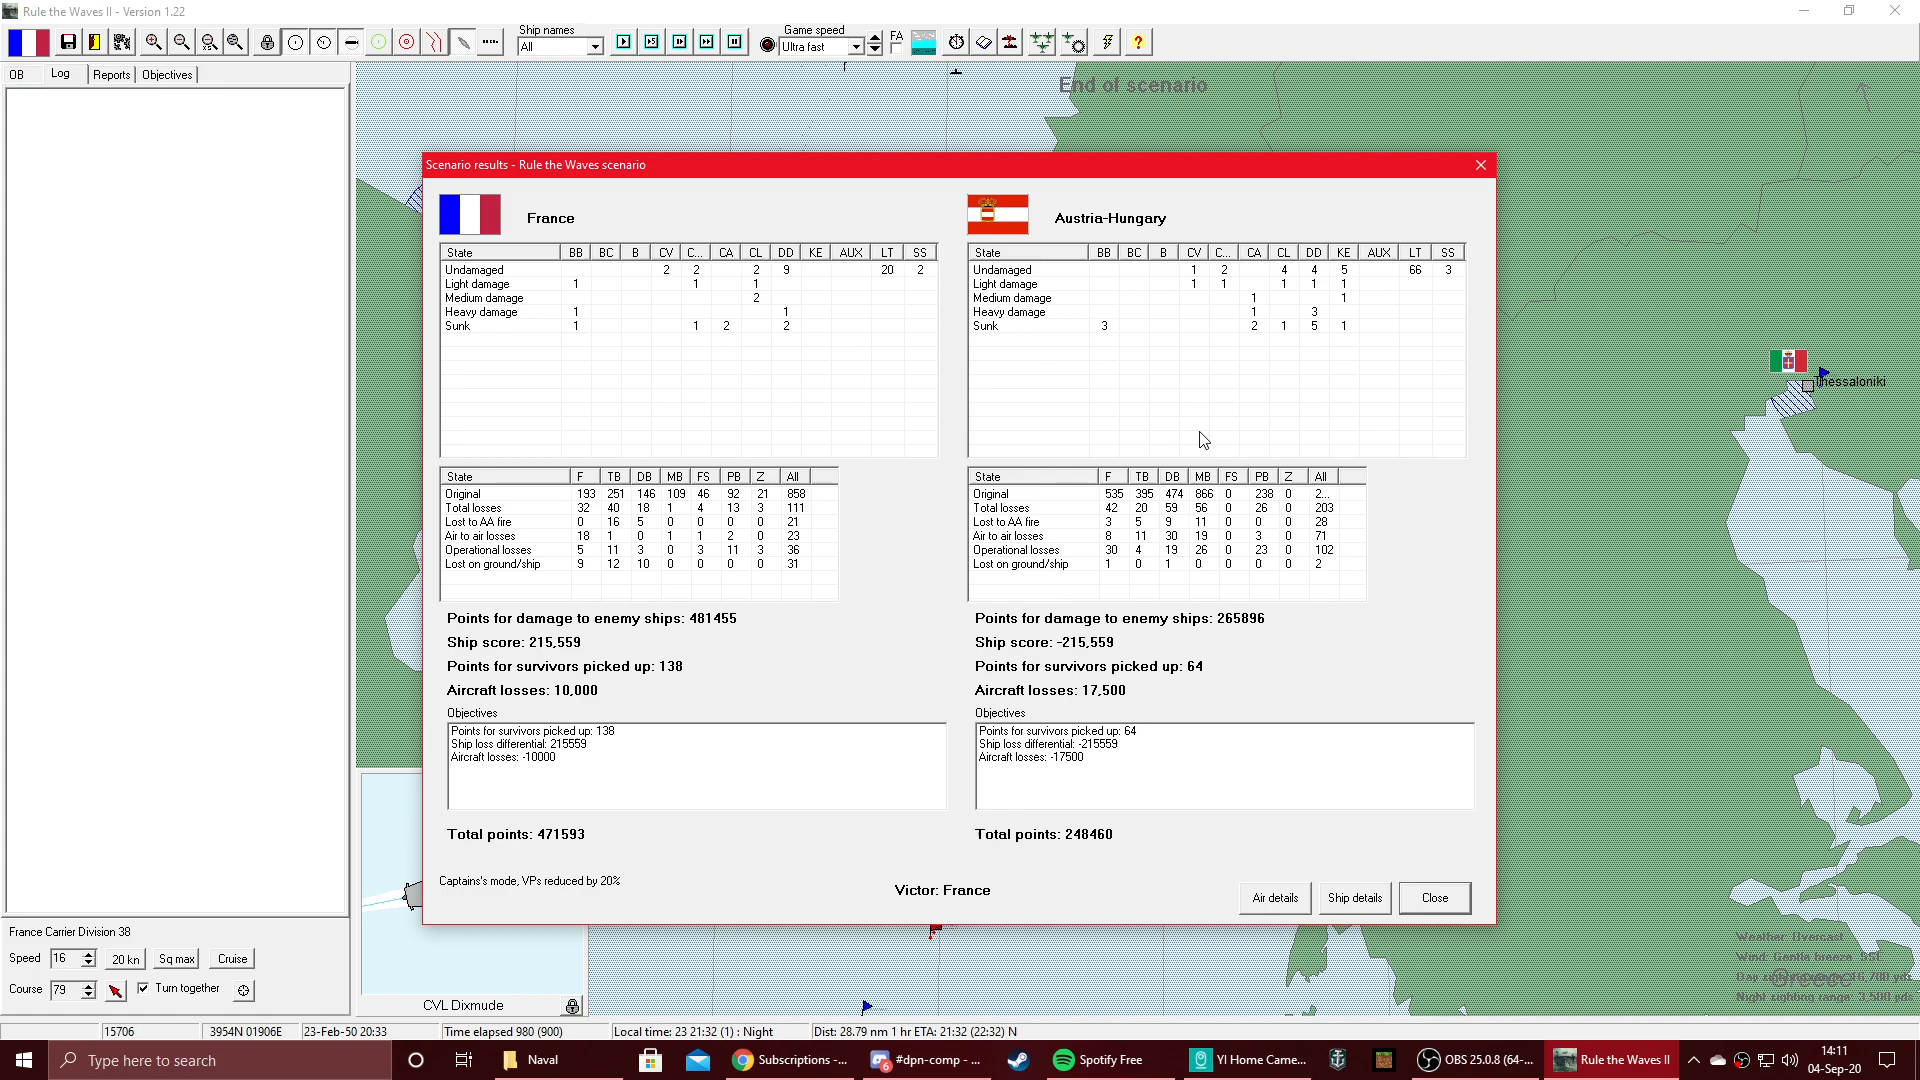 Rule the Waves II - Version 1.22
Ship names
All
Game speed
Ultra fast
FA
OB Log Reports Objectives
End of scenario
Scenario results - Rule the Waves scenario
France
State BB BC B CV C... CA CL DD KE AUX LT SS
Undamaged 2 2 2 9 20 2
Light damage 1 1 1
Medium damage 2
Heavy damage 1 1
Sunk 1 1 2 2
State F TB DB MB FS PB Z All
Original 193 251 146 109 46 92 21 858
Total losses 32 40 18 1 4 13 3 111
Lost to AA fire 0 16 5 0 0 0 0 21
Air to air losses 18 1 0 1 1 2 0 23
Operational losses 5 11 3 0 3 11 3 36
Lost on ground/ship 9 12 10 0 0 0 0 31
Points for damage to enemy ships: 481455
Ship score: 215,559
Points for survivors picked up: 138
Aircraft losses: 10,000
Objectives
Points for survivors picked up: 138
Ship loss differential: 215559
Aircraft losses: -10000
Total points: 471593
Captains's mode, VPs reduced by 20%
Austria-Hungary
State BB BC B CV C... CA CL DD KE AUX LT SS
Undamaged 1 2 4 4 5 66 3
Light damage 1 1 1 1 1
Medium damage 1 1
Heavy damage 1 3
Sunk 3 2 1 5 1
State F TB DB MB FS PB Z All
Original 535 395 474 866 0 238 0 2...
Total losses 42 20 59 56 0 26 0 203
Lost to AA fire 3 5 9 11 0 0 0 28
Air to air losses 8 11 30 19 0 3 0 71
Operational losses 30 4 19 26 0 23 0 102
Lost on ground/ship 1 0 1 0 0 0 0 2
Points for damage to enemy ships: 265896
Ship score: -215,559
Points for survivors picked up: 64
Aircraft losses: 17,500
Objectives
Points for survivors picked up: 64
Ship loss differential: -215559
Aircraft losses: -17500
Total points: 248460
Victor: France
Air details Ship details Close
Thessaloniki
Weather: Overcast
Wind: Gentle breeze SSE
Greece
Night sighting range: 3,500 yds
France Carrier Division 38
Speed 16 20 kn Sq max Cruise
Course 79 Turn together
CVL Dixmude
15706 3954N 01906E 23-Feb-50 20:33 Time elapsed 980 (900) Local time: 23 21:32 (1) : Night Dist: 28.79 nm 1 hr ETA: 21:32 (22:32) N
Type here to search
Naval
Subscriptions -...
#dpn-comp - ...
6
Spotify Free
YI Home Came...
OBS 25.0.8 (64-...
Rule the Waves II
14:11
04-Sep-20